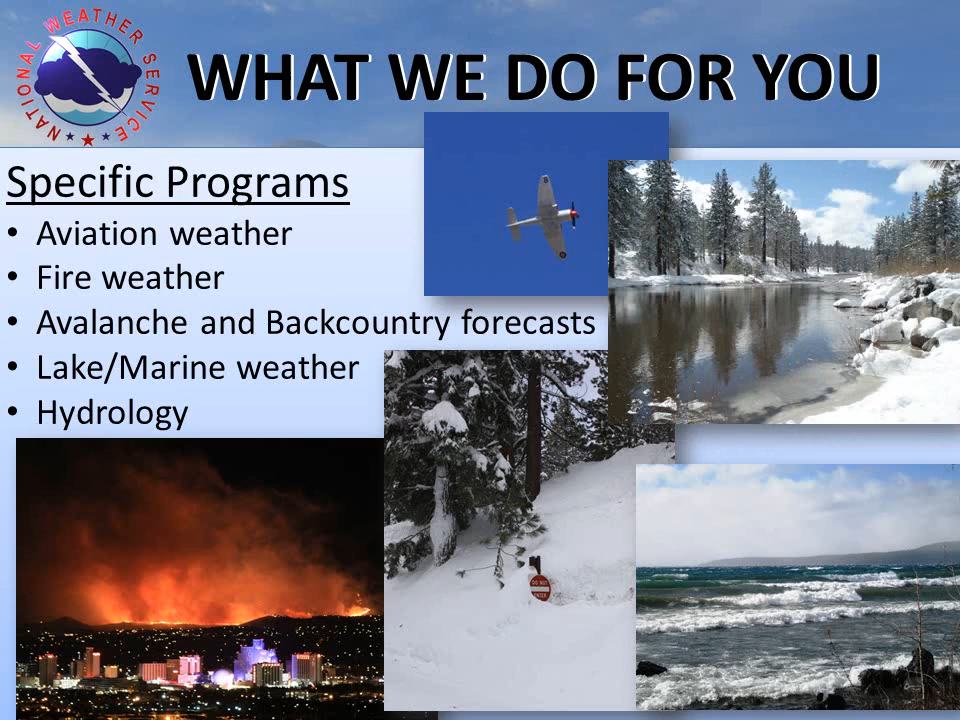 NATIONAL WEATHER SERVICE
WHAT WE DO FOR YOU
Specific Programs
• Aviation weather
• Fire weather
• Avalanche and Backcountry forecasts
• Lake/Marine weather
• Hydrology
DO NOT
ENTER